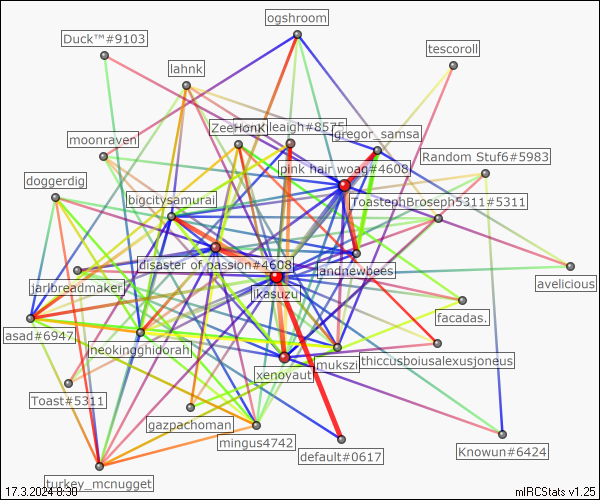 ogshroom
Duck™#9103
tescoroll
lahnk
ZeeHonK
leaigh#8575
gregor_samsa
moonraven
pink hair woag#4608
Random Stuf6#5983
doggerdig
bigcitysamurai
ToastephBroseph5311#5311
disaster of passion#4608
andnewbees
jaribreadmaker
jkasuzu
avelicious
facadas.
asad#6947
neokingghidorah
mukszi
thiccusboiusalexusjoneus
xenoyaut
Toast#5311
gazpachoman
mingus4742
default#0617
Knowun#6424
turkey_mcnugget
17.3.2024 8:30
mIRCStats v1.25